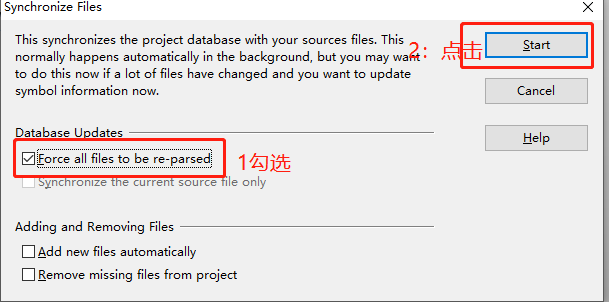 Synchronize Files
This synchronizes the project database with your sources files. This
normally happens automatically in the background, but you may want
to do this now if a lot of files have changed and you want to update
symbol information now.
2：点击
Start
Cancel
Help
Database Updates
Force all files to be re-parsed
1勾选
Synchronize the current source file only
Adding and Removing Files
Add new files automatically
Remove missing files from project